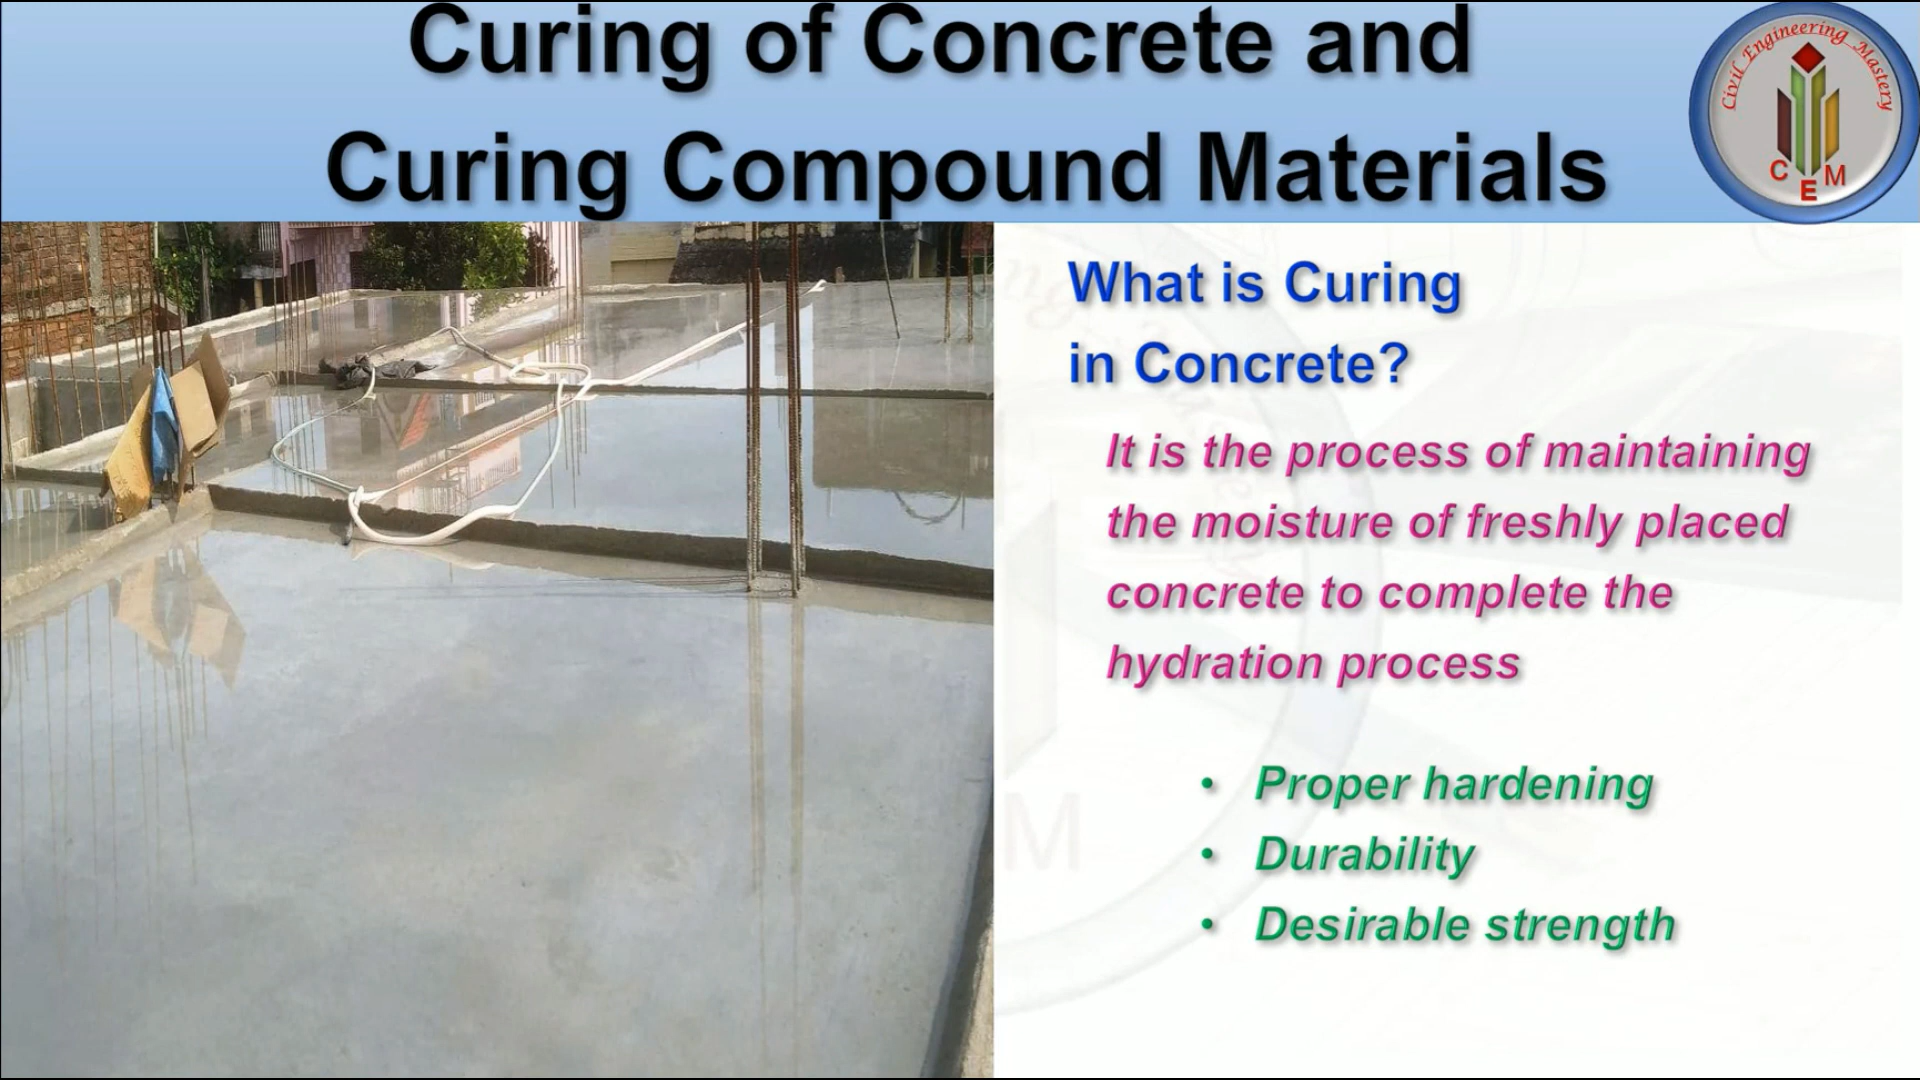 Curing of Concrete and
Curing Compound Materials
Civil Engineering Mastery
C E M
What is Curing
in Concrete?
It is the process of maintaining
the moisture of freshly placed
concrete to complete the
hydration process
• Proper hardening
• Durability
• Desirable strength
M